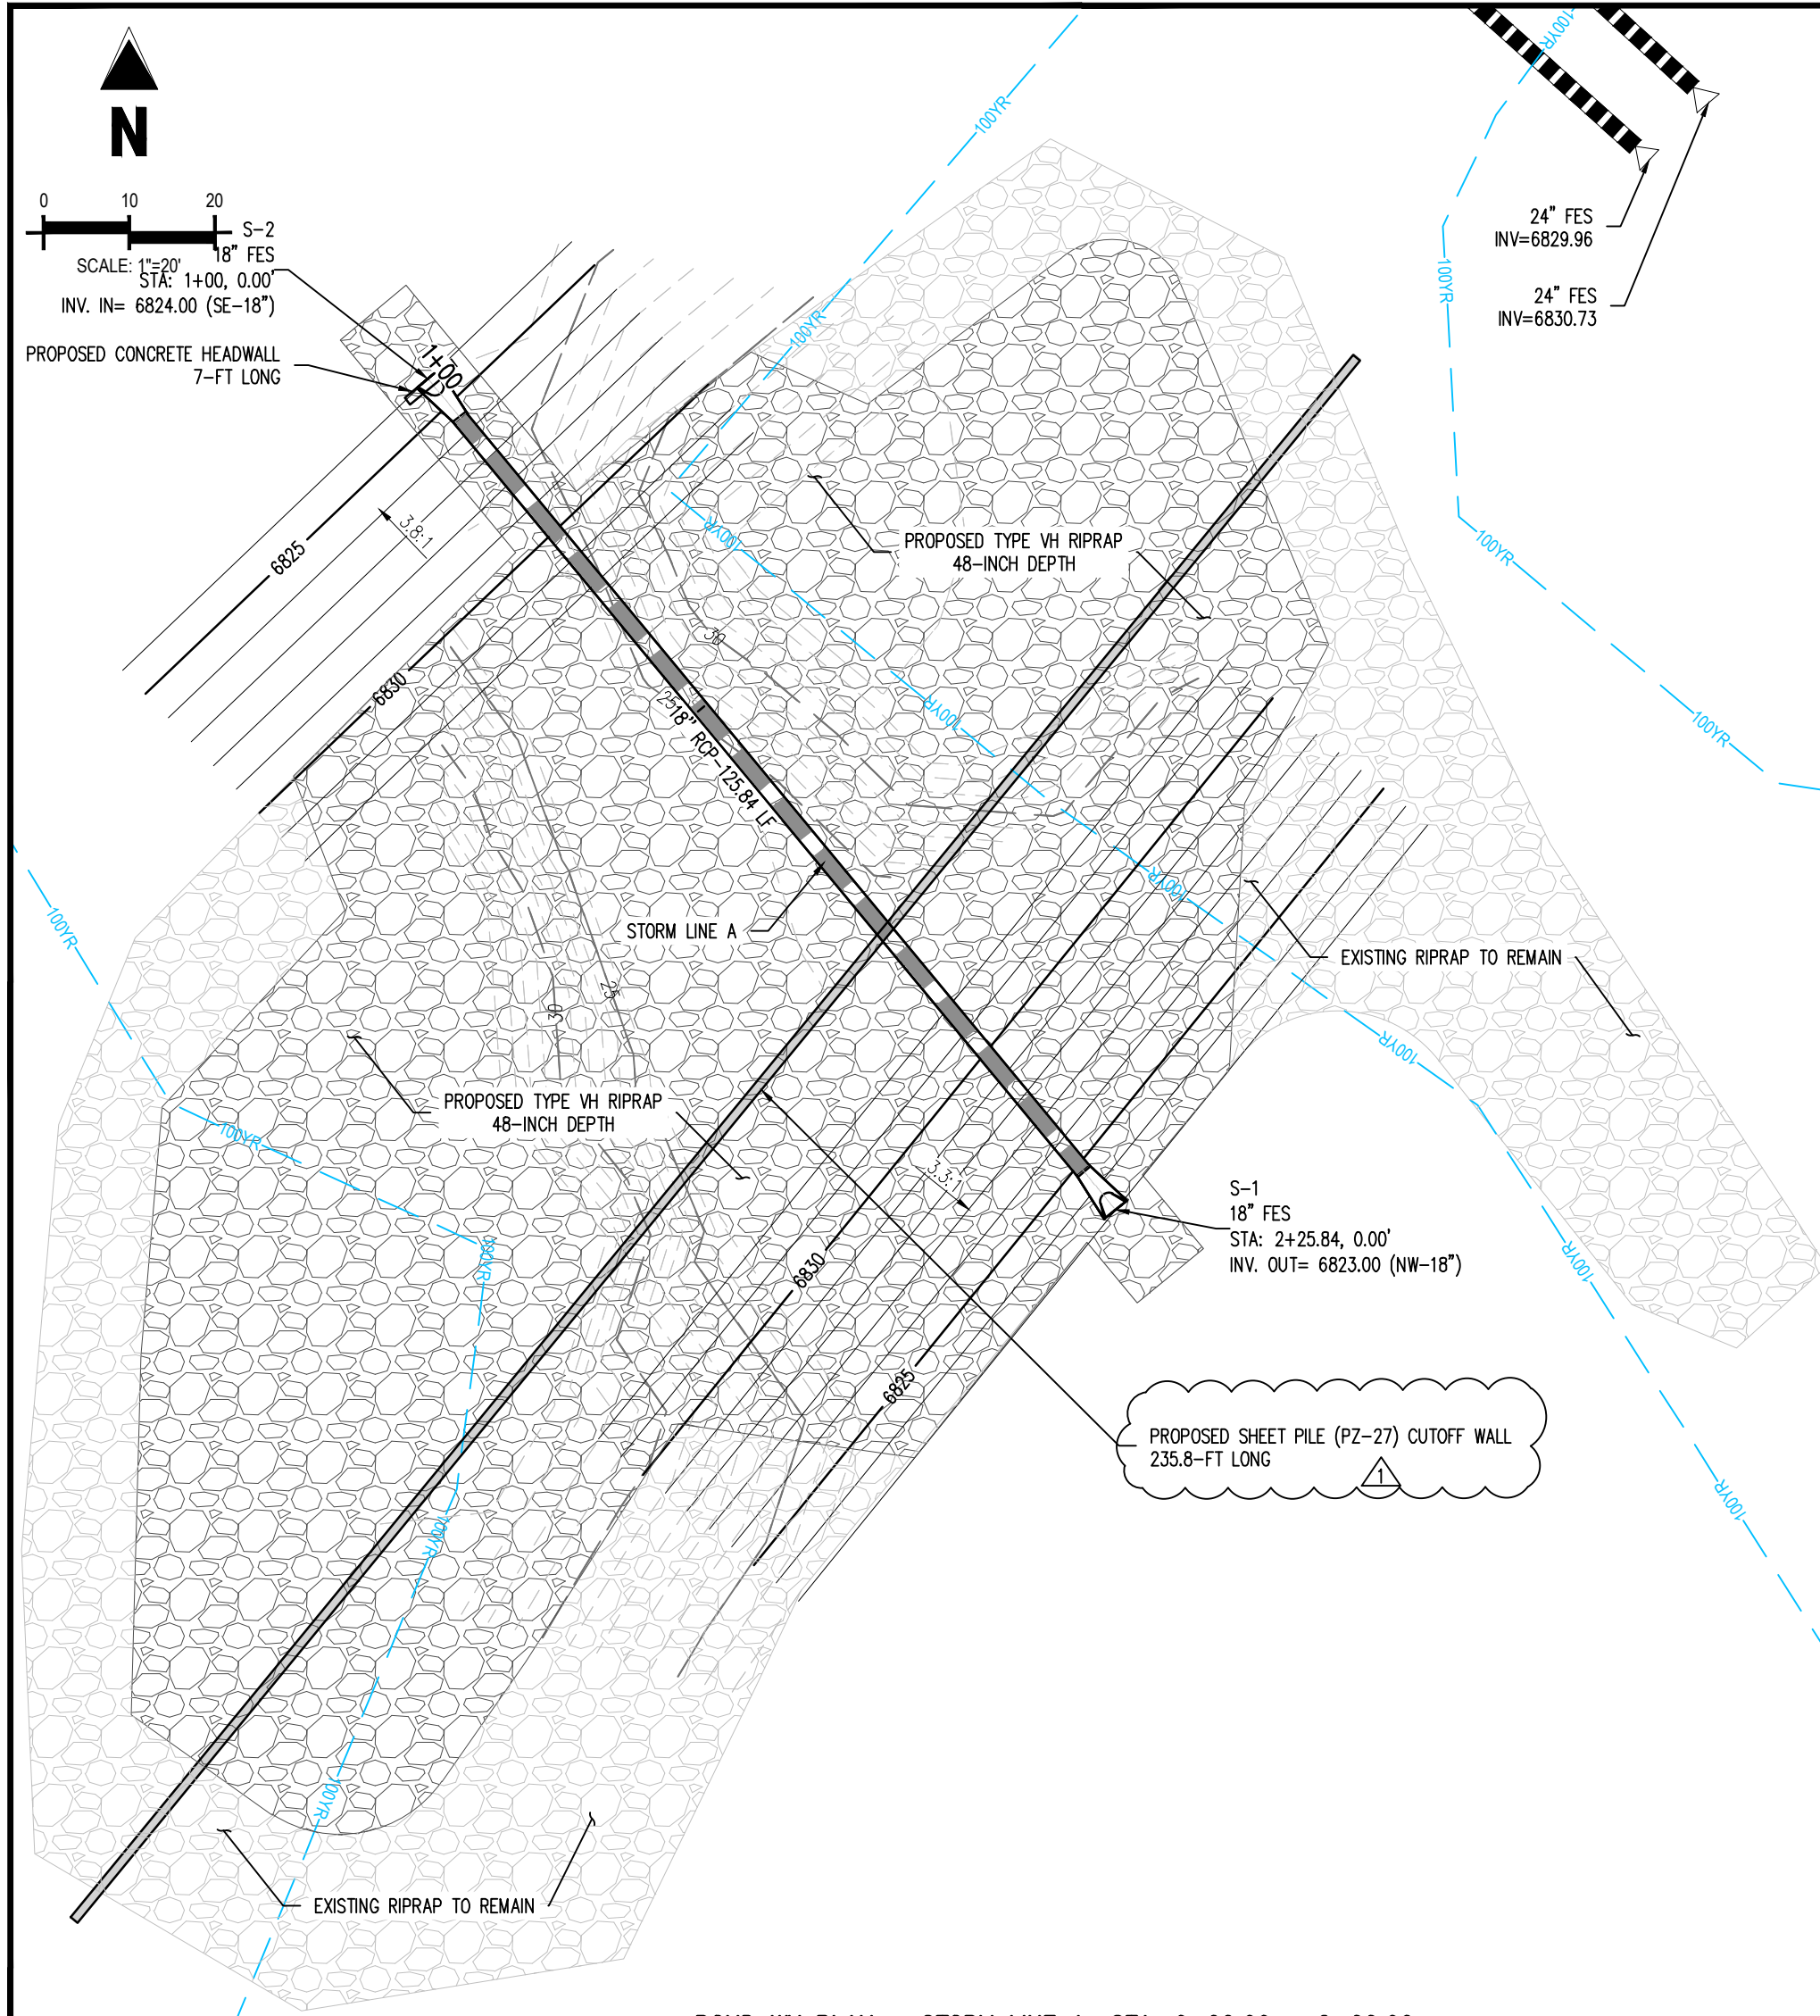 N
0 10 20
SCALE: 1"=20'
S-2
18" FES
STA: 1+00, 0.00'
INV. IN= 6824.00 (SE-18")
PROPOSED CONCRETE HEADWALL
7-FT LONG
1+00
100YR
100YR
100YR
24" FES
INV=6829.96
24" FES
INV=6830.73
100YR
100YR
100YR
6825
3.8:1
100YR
PROPOSED TYPE VH RIPRAP
48-INCH DEPTH
30
6830
25
18" RCP-125.84 LF
100YR
100YR
STORM LINE A
EXISTING RIPRAP TO REMAIN
100YR
25
30
100YR
PROPOSED TYPE VH RIPRAP
48-INCH DEPTH
100YR
3.3:1
S-1
18" FES
STA: 2+25.84, 0.00'
INV. OUT= 6823.00 (NW-18")
100YR
100YR
6830
6825
PROPOSED SHEET PILE (PZ-27) CUTOFF WALL
235.8-FT LONG
1
100YR
100YR
100YR
EXISTING RIPRAP TO REMAIN